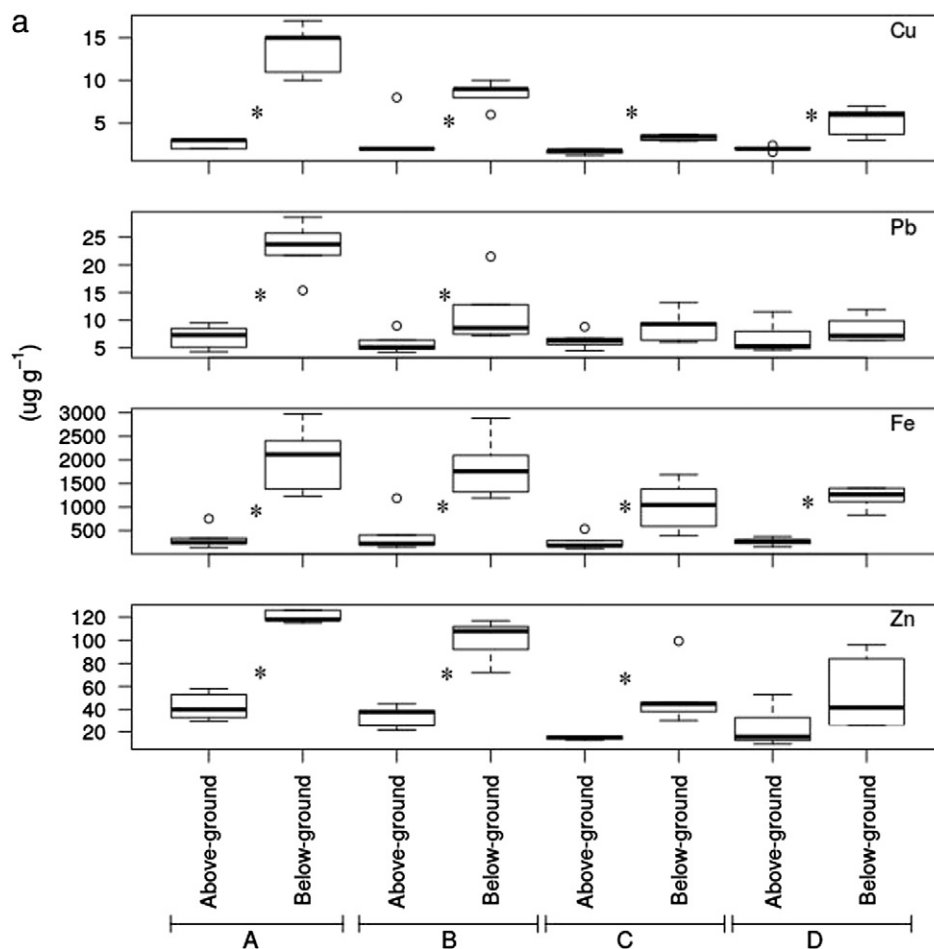 a
Cu
15
10
5
*
*
*
*
Pb
25
20
15
10
5
*
*
(ug g⁻¹)
Fe
3000
2500
2000
1500
1000
500
*
*
*
*
Zn
120
100
80
60
40
20
*
*
*
Above-ground
Below-ground
Above-ground
Below-ground
Above-ground
Below-ground
Above-ground
Below-ground
A
B
C
D